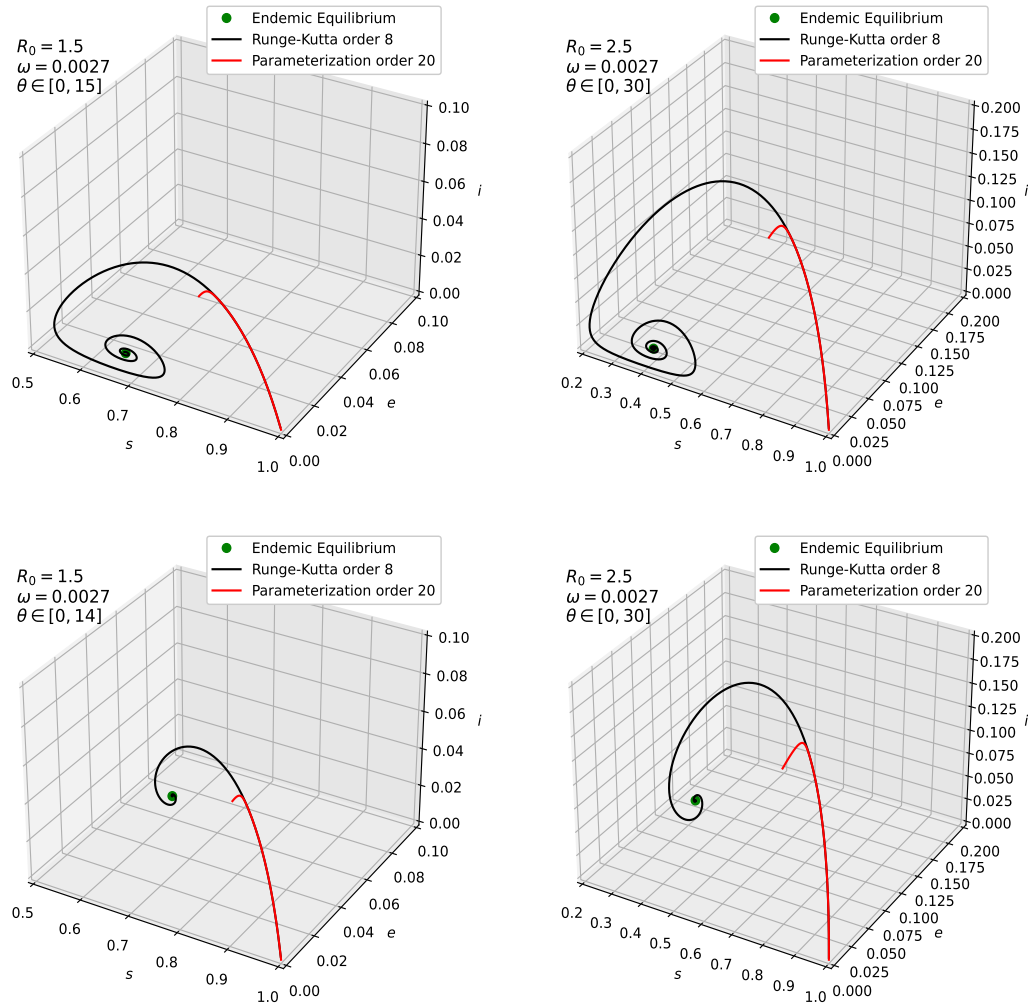 Endemic Equilibrium
Runge-Kutta order 8
Parameterization order 20
R₀ = 1.5
ω = 0.0027
θ ∈ [0, 15]
0.10
0.08
0.06
i
0.04
0.02
0.00
0.10
0.08
0.06
0.04
e
0.02
0.00
0.5
0.6
0.7
s
0.8
0.9
1.0
Endemic Equilibrium
Runge-Kutta order 8
Parameterization order 20
R₀ = 2.5
ω = 0.0027
θ ∈ [0, 30]
0.200
0.175
0.150
0.125
i
0.100
0.075
0.050
0.025
0.000
0.200
0.175
0.150
0.125
0.100
e
0.075
0.050
0.025
0.000
0.2
0.3
0.4
0.5
s
0.6
0.7
0.8
0.9
1.0
Endemic Equilibrium
Runge-Kutta order 8
Parameterization order 20
R₀ = 1.5
ω = 0.0027
θ ∈ [0, 14]
0.10
0.08
0.06
i
0.04
0.02
0.00
0.10
0.08
0.06
0.04
e
0.02
0.00
0.5
0.6
0.7
s
0.8
0.9
1.0
Endemic Equilibrium
Runge-Kutta order 8
Parameterization order 20
R₀ = 2.5
ω = 0.0027
θ ∈ [0, 30]
0.200
0.175
0.150
0.125
i
0.100
0.075
0.050
0.025
0.000
0.200
0.175
0.150
0.125
0.100
e
0.075
0.050
0.025
0.000
0.2
0.3
0.4
0.5
s
0.6
0.7
0.8
0.9
1.0